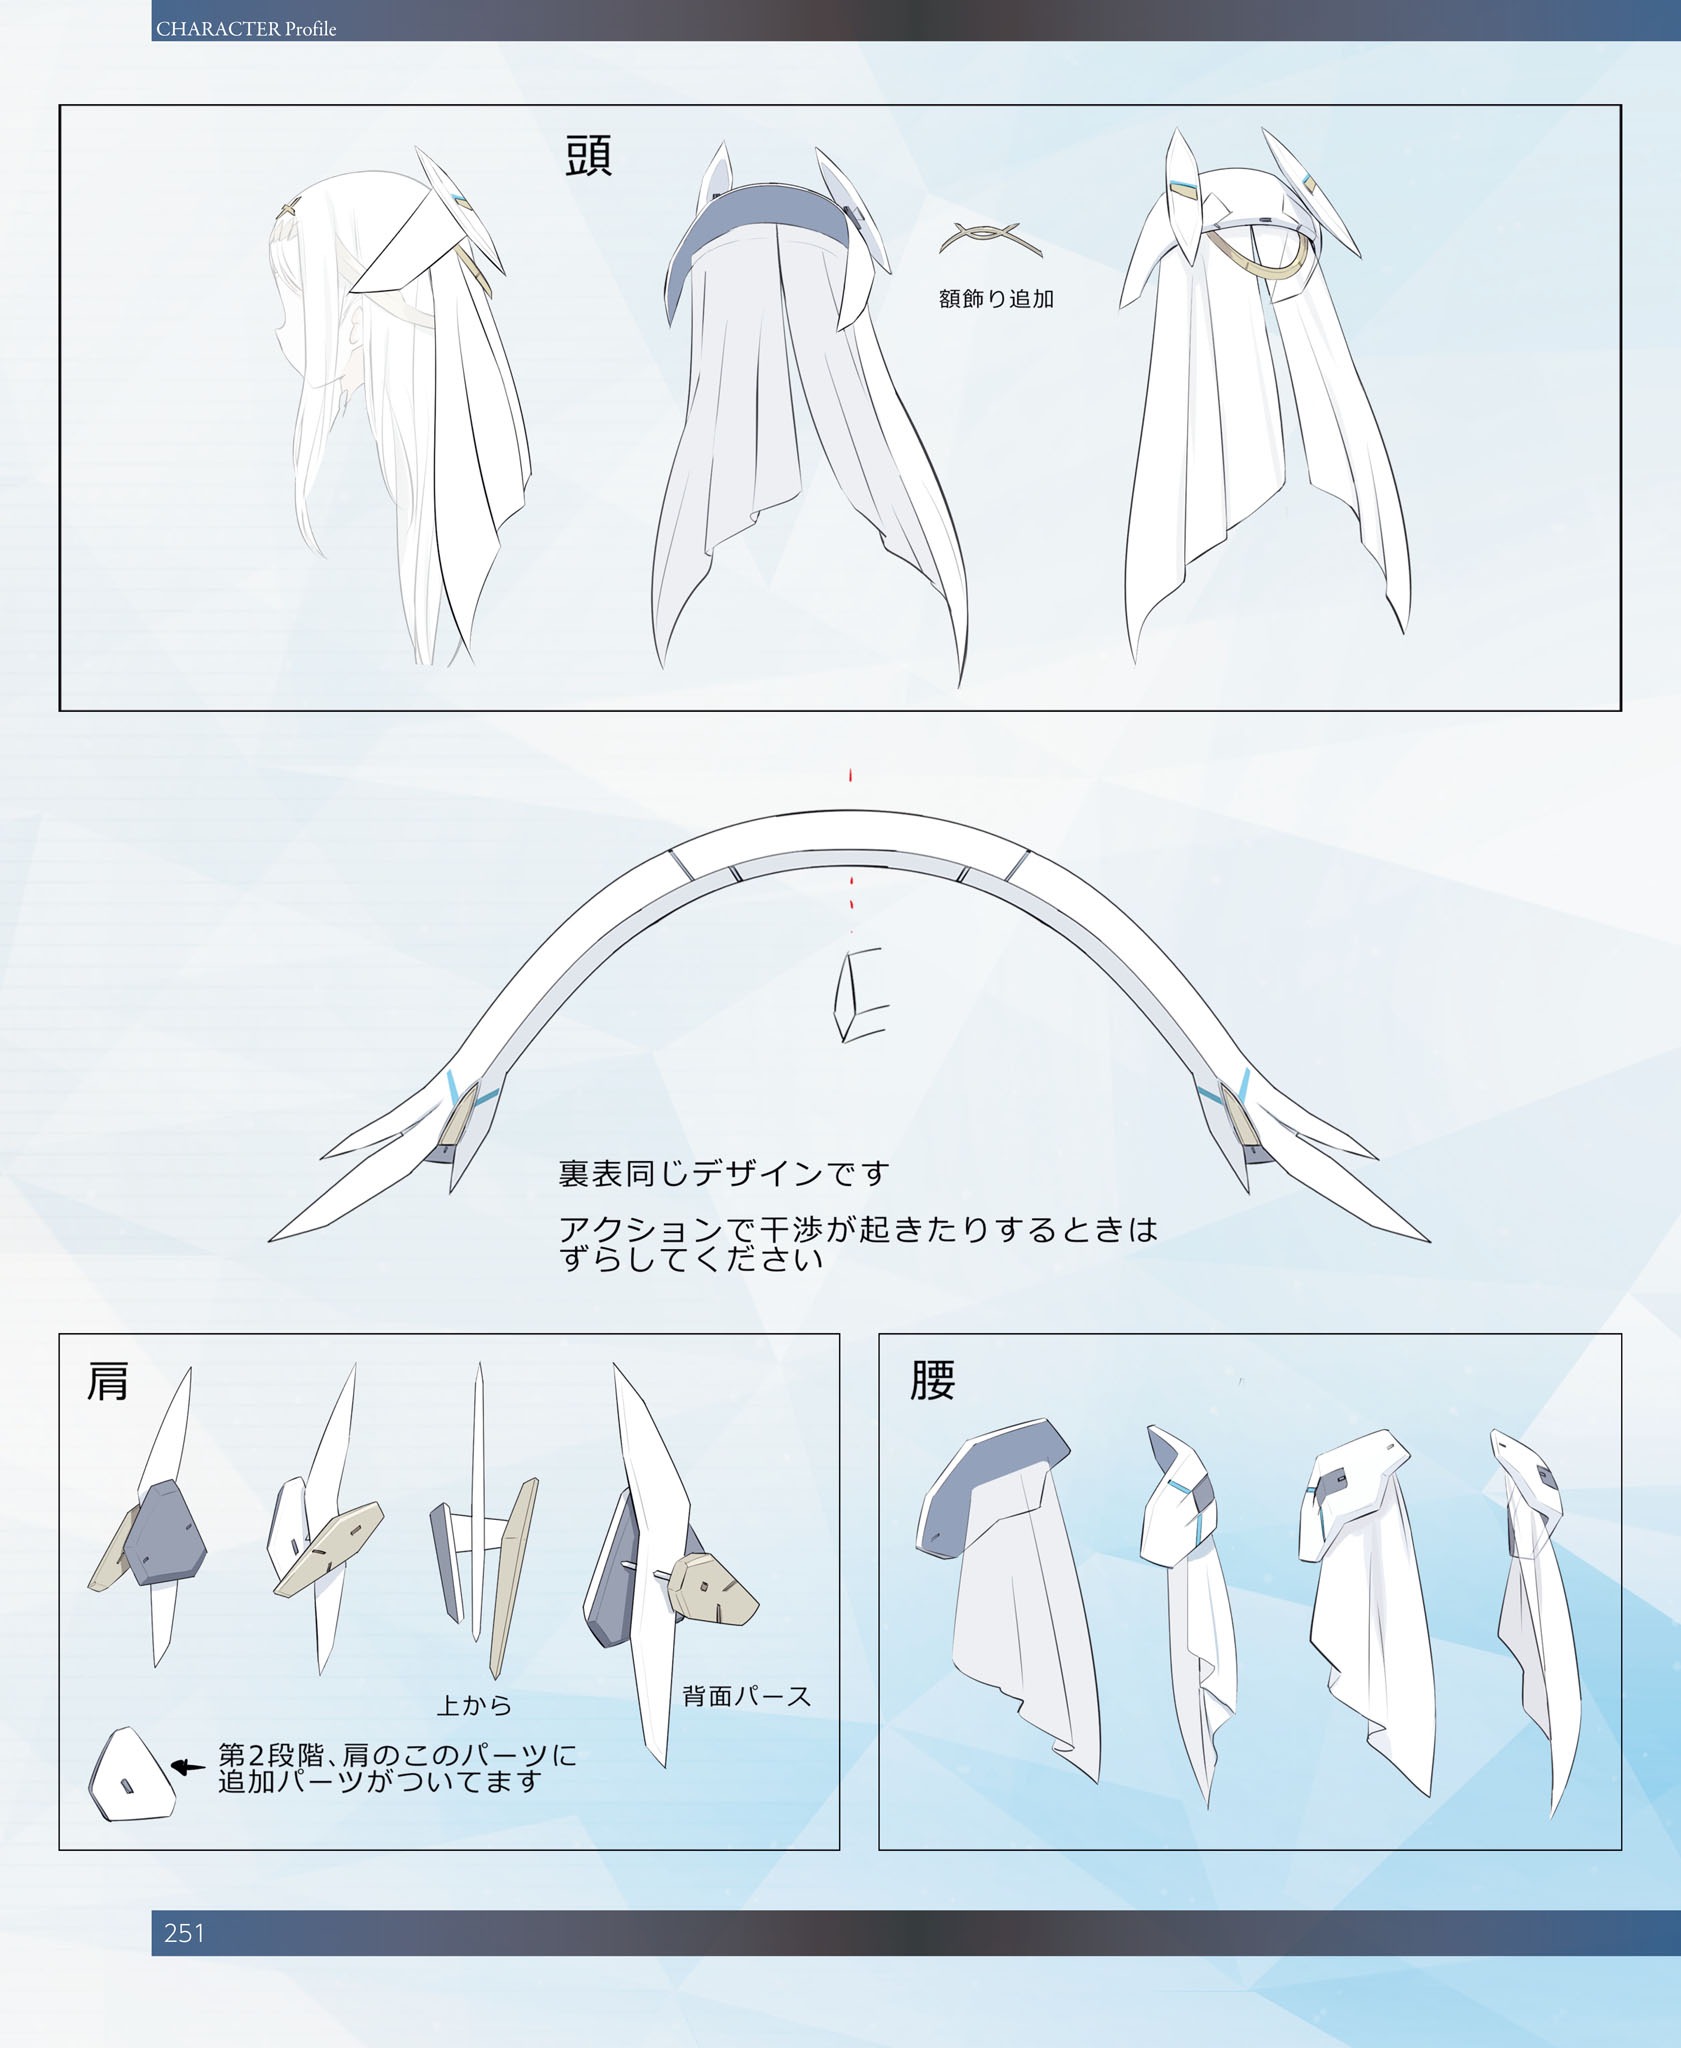 CHARACTER Profile
頭
額飾り追加
裏表同じデザインです
アクションで干渉が起きたりするときは
ずらしてください
肩
上から
背面パース
第2段階、肩のこのパーツに
追加パーツがついてます
腰
251